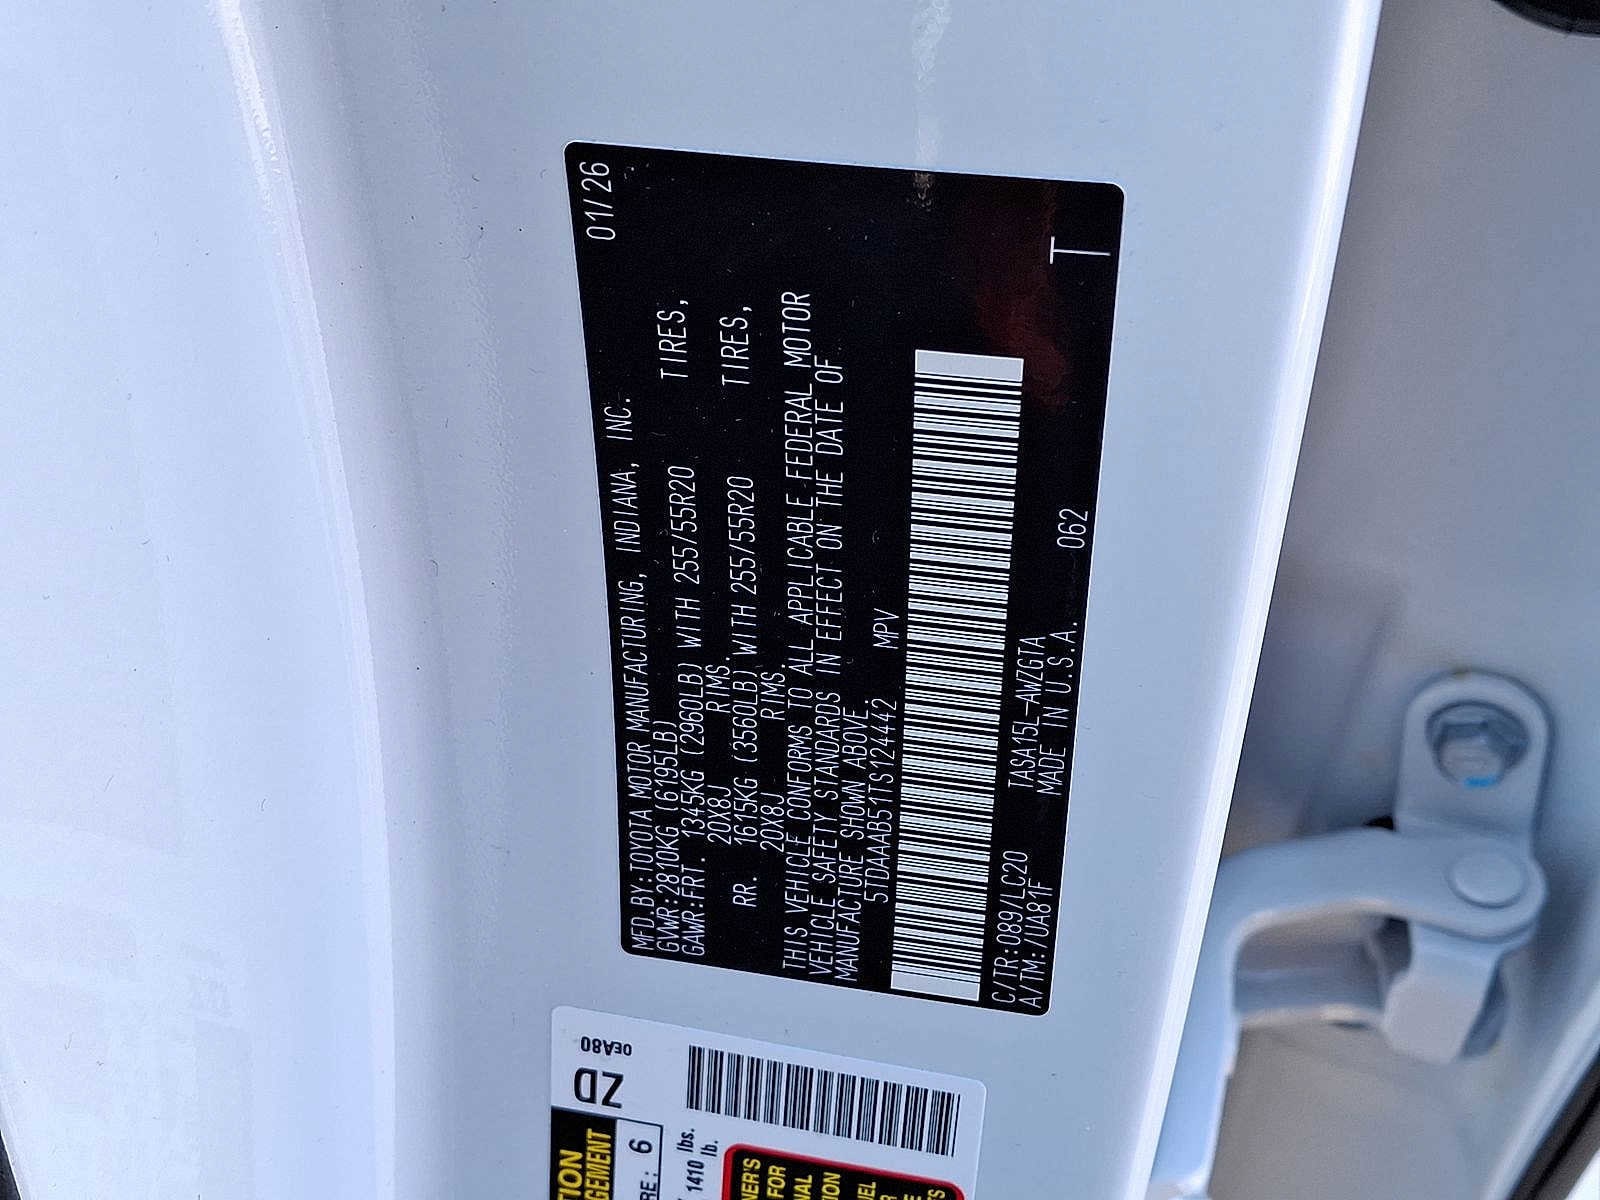 01/26
MFD.BY:TOYOTA MOTOR MANUFACTURING, INDIANA, INC.
GVWR:2810KG (6195LB)
GAWR:FRT. 1345KG (2960LB) WITH 255/55R20 TIRES,
20X8J RIMS.
RR. 1615KG (3560LB) WITH 255/55R20 TIRES,
20X8J RIMS.
THIS VEHICLE CONFORMS TO ALL APPLICABLE FEDERAL MOTOR
VEHICLE SAFETY STANDARDS IN EFFECT ON THE DATE OF
MANUFACTURE SHOWN ABOVE.
5TDAAAB51TS124442 MPV
C/TR:089/LC20 TASA15L-AWZGTA
A/TM:/UA81F MADE IN U.S.A. 062
T
0EA80
ZD
6
1410 lbs.
lb.